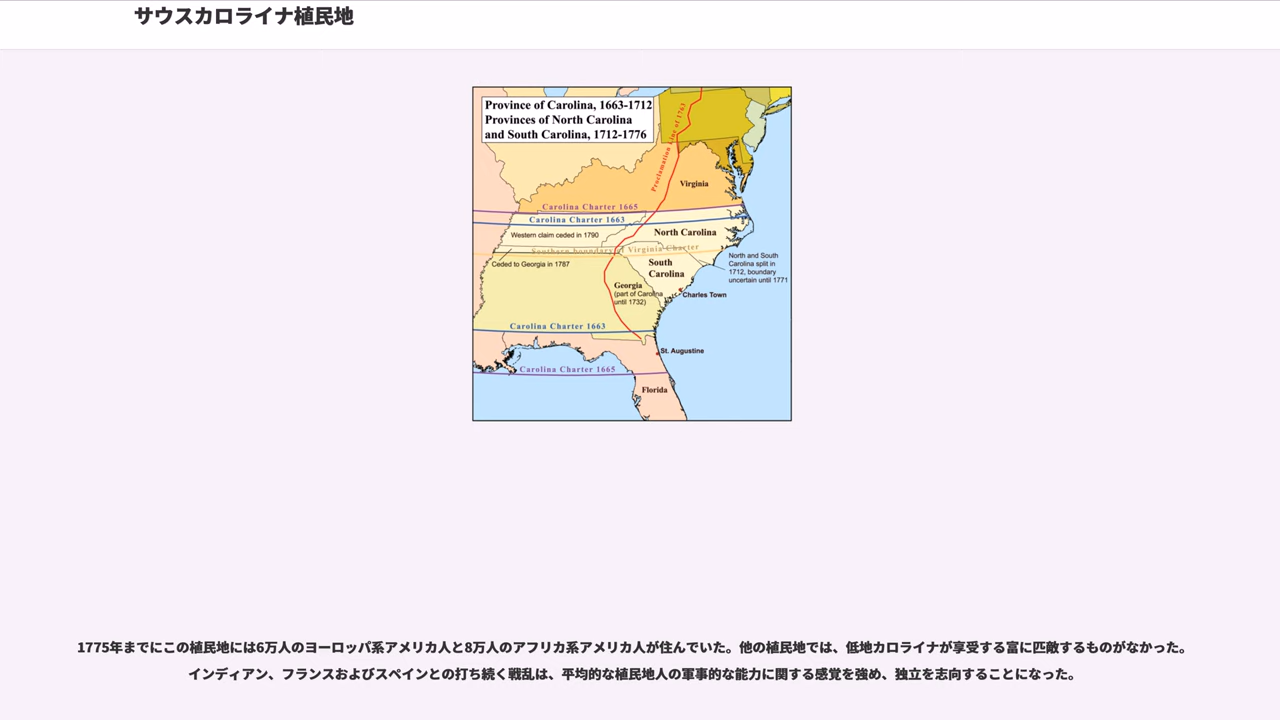 サウスカロライナ植民地
Province of Carolina, 1663-1712
Provinces of North Carolina
and South Carolina, 1712-1776
Proclamation Line of 1763
Virginia
Carolina Charter 1665
Carolina Charter 1663
Western claim ceded in 1790
North Carolina
Southern boundary of Virginia Charter
Ceded to Georgia in 1787
South
Carolina
North and South
Carolina split in
1712, boundary
uncertain until 1771
Georgia
(part of Carolina
until 1732)
Charles Town
Carolina Charter 1663
St. Augustine
Carolina Charter 1665
Florida
1775年までにこの植民地には6万人のヨーロッパ系アメリカ人と8万人のアフリカ系アメリカ人が住んでいた。他の植民地では、低地カロライナが享受する富に匹敵するものがなかった。
インディアン、フランスおよびスペインとの打ち続く戦乱は、平均的な植民地人の軍事的な能力に関する感覚を強め、独立を志向することになった。